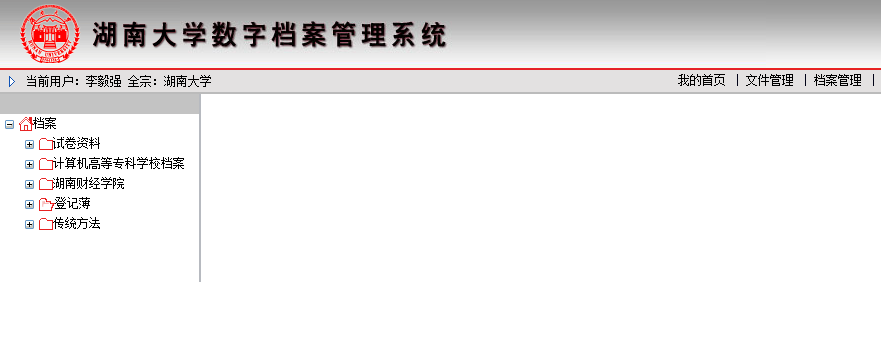 湖南大学数字档案管理系统
当前用户：李毅强 全宗：湖南大学
我的首页 | 文件管理 | 档案管理 |
档案
试卷资料
计算机高等专科学校档案
湖南财经学院
登记薄
传统方法